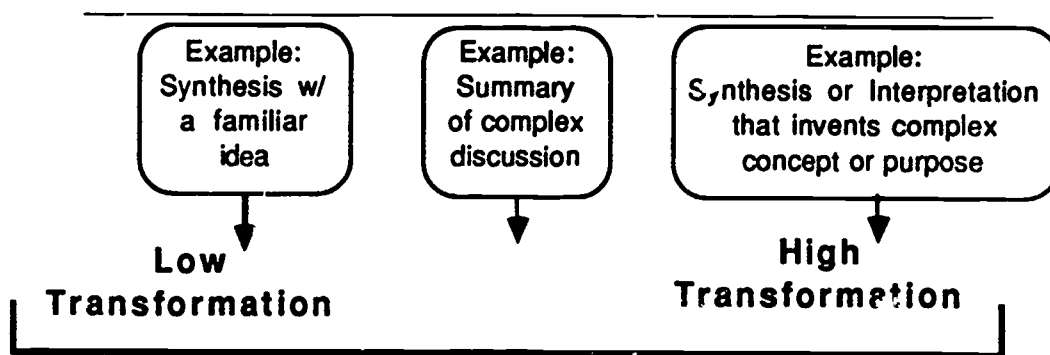 Example:
Synthesis w/
a familiar
idea
Example:
Summary
of complex
discussion
Example:
Synthesis or Interpretation
that invents complex
concept or purpose
Low
Transformation
High
Transformation